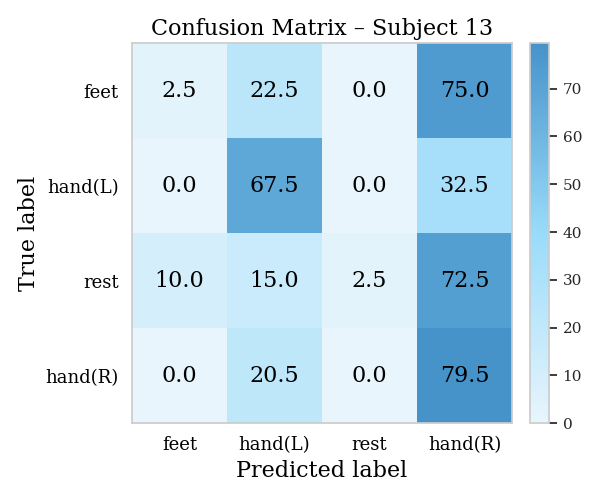 Confusion Matrix – Subject 13
feet 2.5 22.5 0.0 75.0
hand(L) 0.0 67.5 0.0 32.5
rest 10.0 15.0 2.5 72.5
hand(R) 0.0 20.5 0.0 79.5
feet hand(L) rest hand(R)
Predicted label
True label
70
60
50
40
30
20
10
0